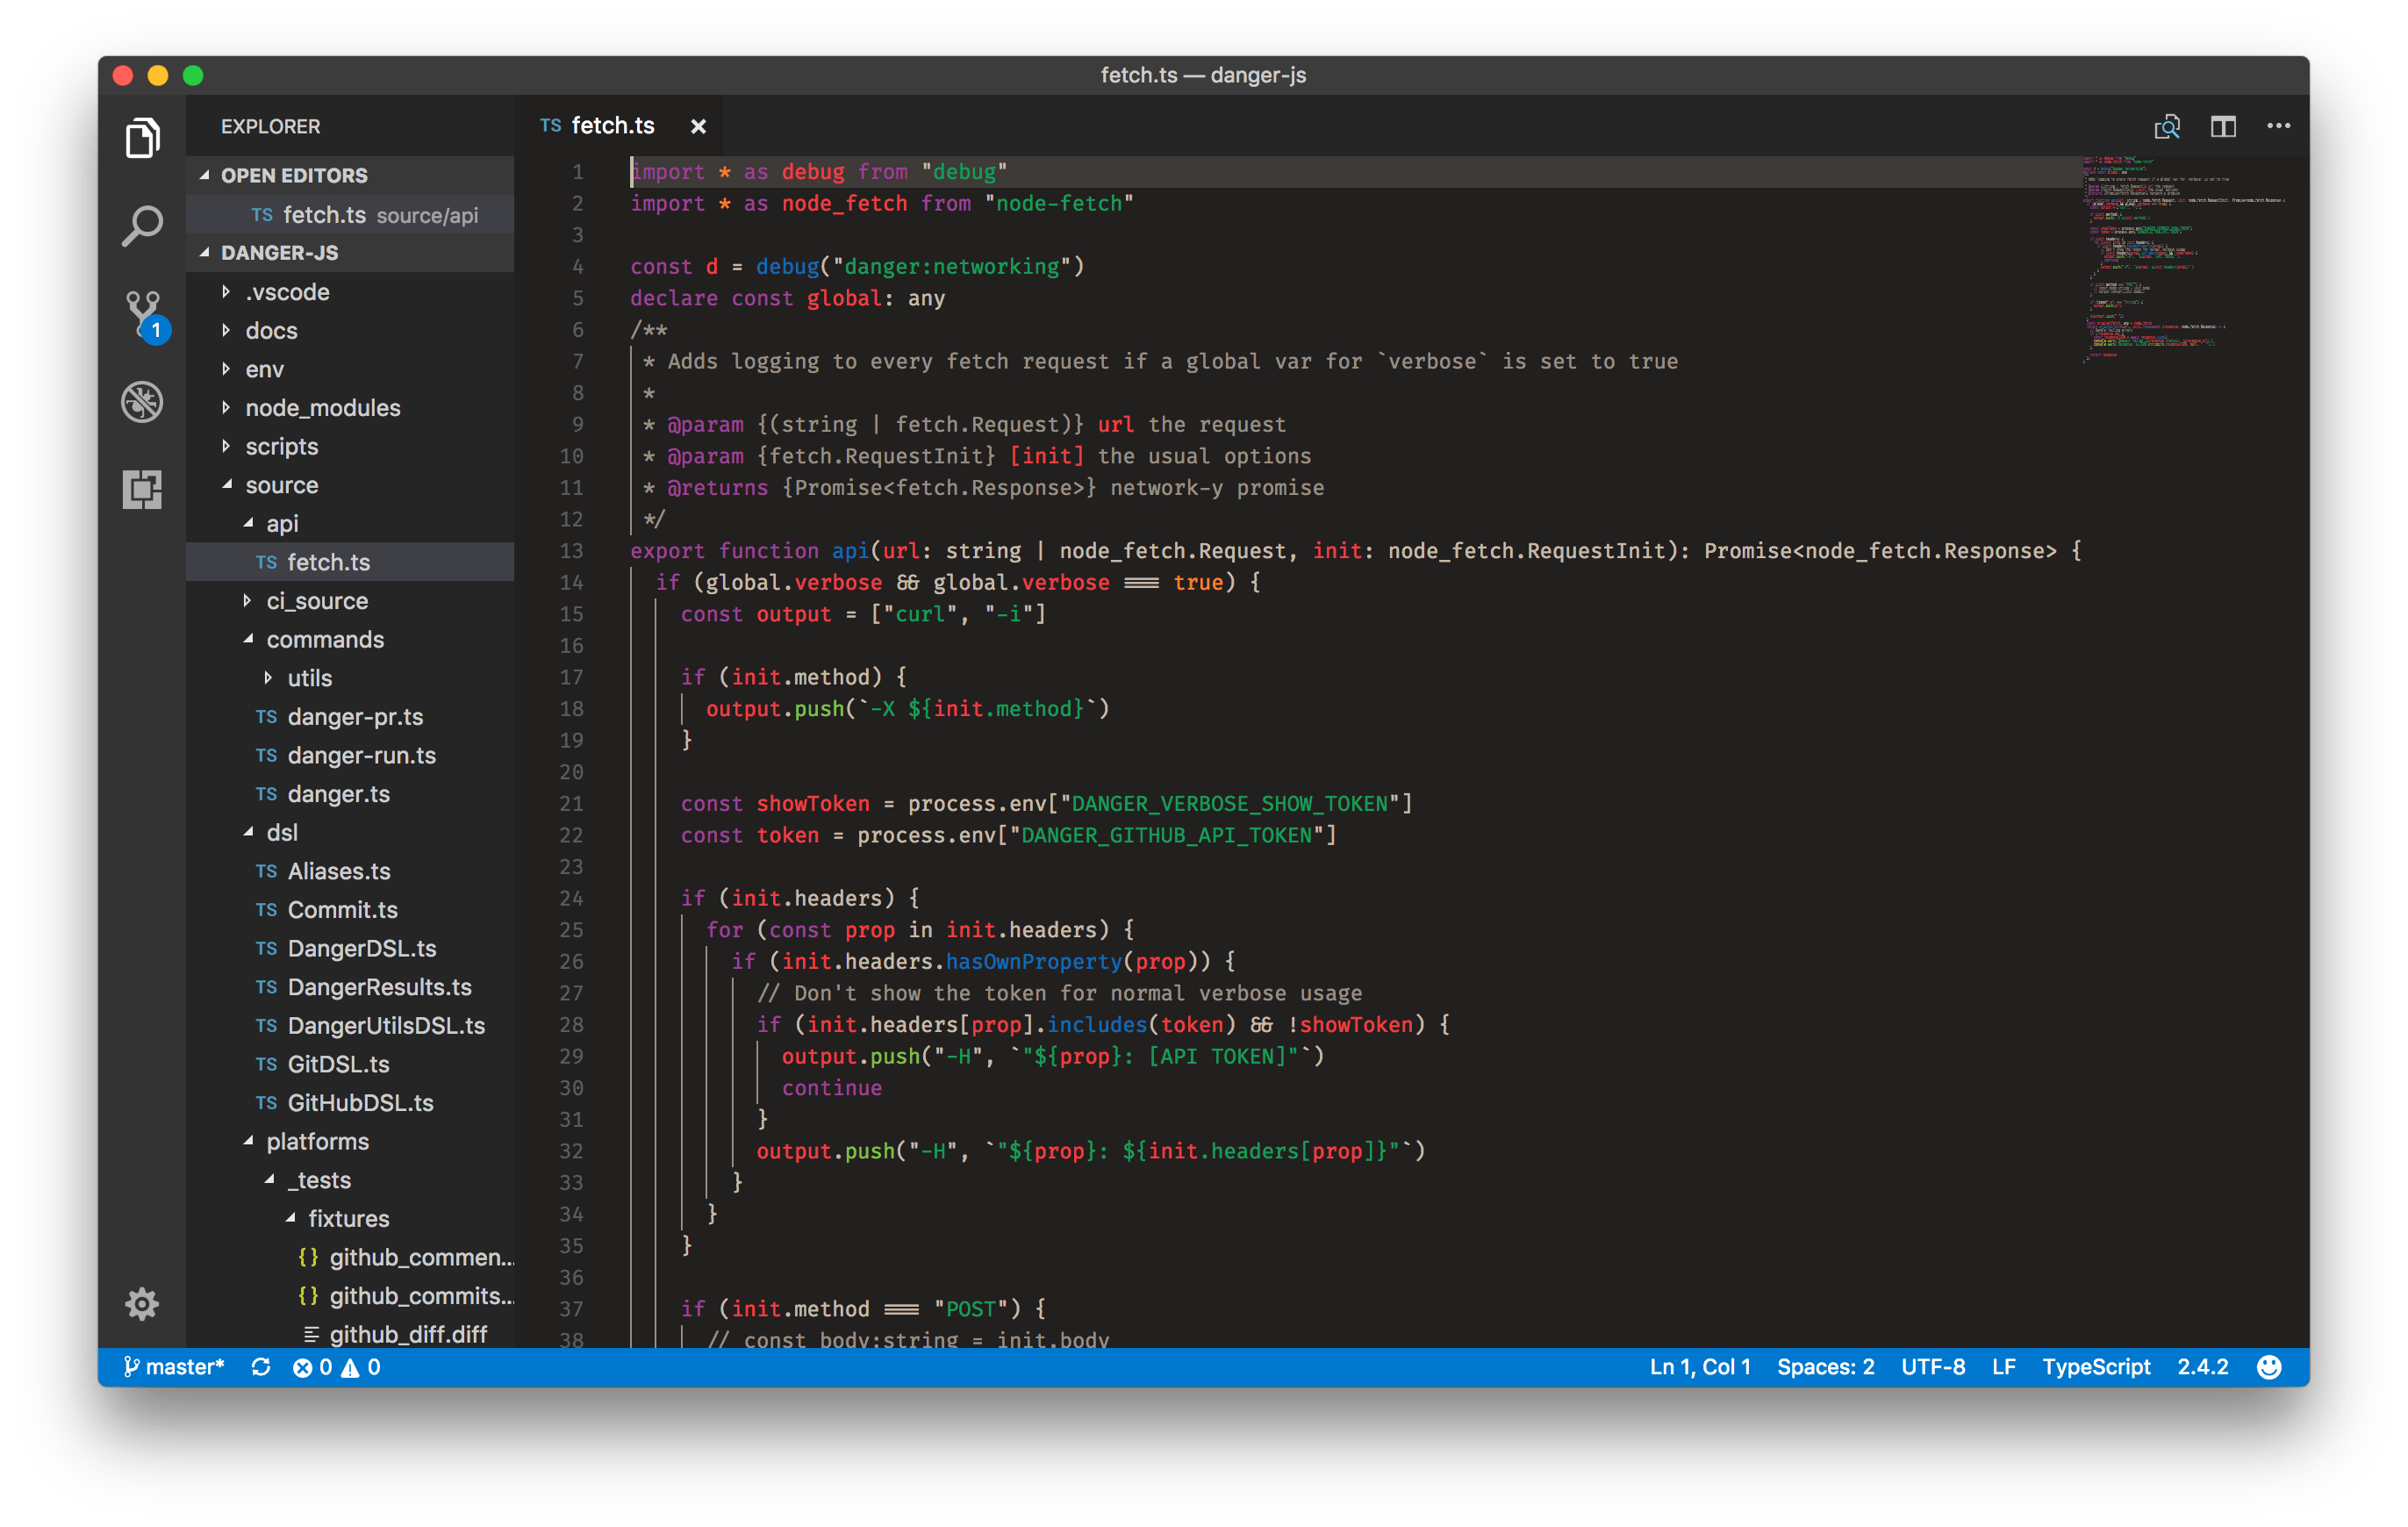 fetch.ts — danger-js
EXPLORER
OPEN EDITORS
TS fetch.ts source/api
DANGER-JS
.vscode
docs
env
node_modules
scripts
source
api
TS fetch.ts
ci_source
commands
utils
TS danger-pr.ts
TS danger-run.ts
TS danger.ts
dsl
TS Aliases.ts
TS Commit.ts
TS DangerDSL.ts
TS DangerResults.ts
TS DangerUtilsDSL.ts
TS GitDSL.ts
TS GitHubDSL.ts
platforms
_tests
fixtures
{} github_commen...
{} github_commits...
github_diff.diff
1
TS fetch.ts ×
1 import * as debug from "debug"
2 import * as node_fetch from "node-fetch"
3
4 const d = debug("danger:networking")
5 declare const global: any
6 /**
7 * Adds logging to every fetch request if a global var for `verbose` is set to true
8 *
9 * @param {(string | fetch.Request)} url the request
10 * @param {fetch.RequestInit} [init] the usual options
11 * @returns {Promise<fetch.Response>} network-y promise
12 */
13 export function api(url: string | node_fetch.Request, init: node_fetch.RequestInit): Promise<node_fetch.Response> {
14 if (global.verbose && global.verbose === true) {
15 const output = ["curl", "-i"]
16
17 if (init.method) {
18 output.push(`-X ${init.method}`)
19 }
20
21 const showToken = process.env["DANGER_VERBOSE_SHOW_TOKEN"]
22 const token = process.env["DANGER_GITHUB_API_TOKEN"]
23
24 if (init.headers) {
25 for (const prop in init.headers) {
26 if (init.headers.hasOwnProperty(prop)) {
27 // Don't show the token for normal verbose usage
28 if (init.headers[prop].includes(token) && !showToken) {
29 output.push("-H", `"${prop}: [API TOKEN]"`)
30 continue
31 }
32 output.push("-H", `"${prop}: ${init.headers[prop]}"`)
33 }
34 }
35 }
36
37 if (init.method === "POST") {
38 // const body:string = init.body
master* 0 0
Ln 1, Col 1 Spaces: 2 UTF-8 LF TypeScript 2.4.2